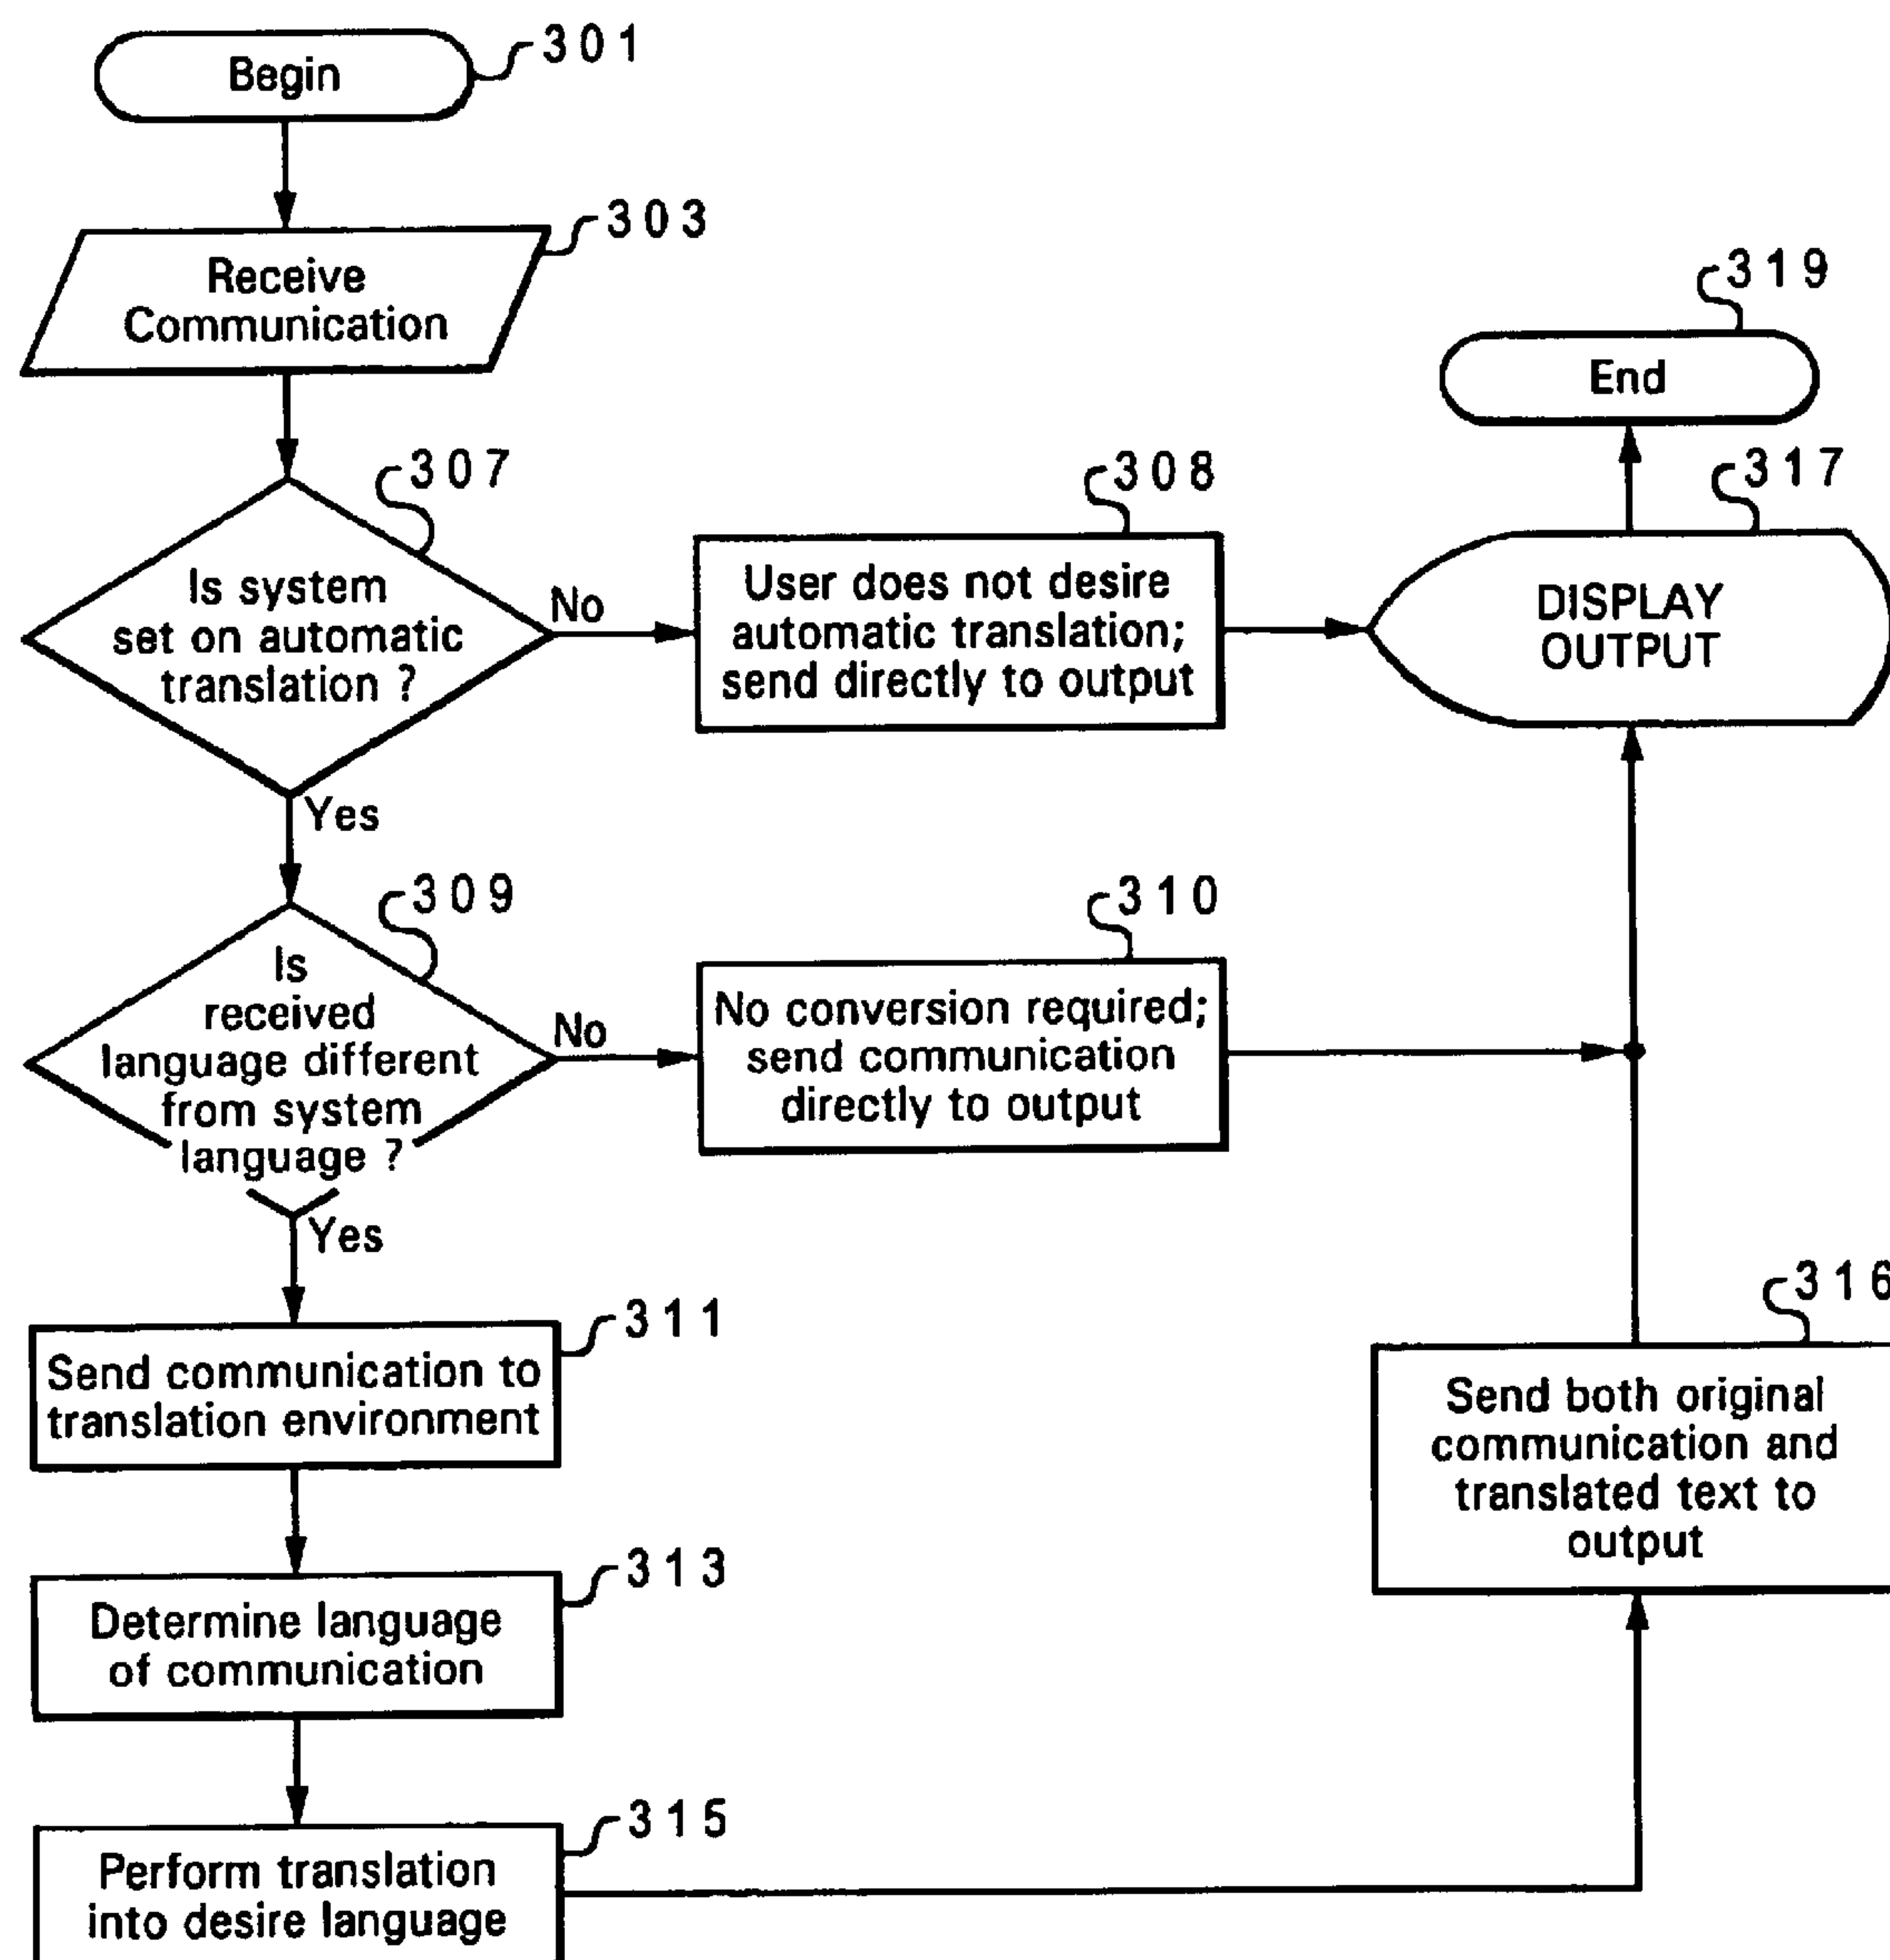 Begin
301
Receive
Communication
303
Is system
set on automatic
translation ?
307
No
Yes
User does not desire
automatic translation;
send directly to output
308
DISPLAY
OUTPUT
317
End
319
Is
received
language different
from system
language ?
309
No
Yes
No conversion required;
send communication
directly to output
310
Send communication to
translation environment
311
Determine language
of communication
313
Perform translation
into desire language
315
Send both original
communication and
translated text to
output
316